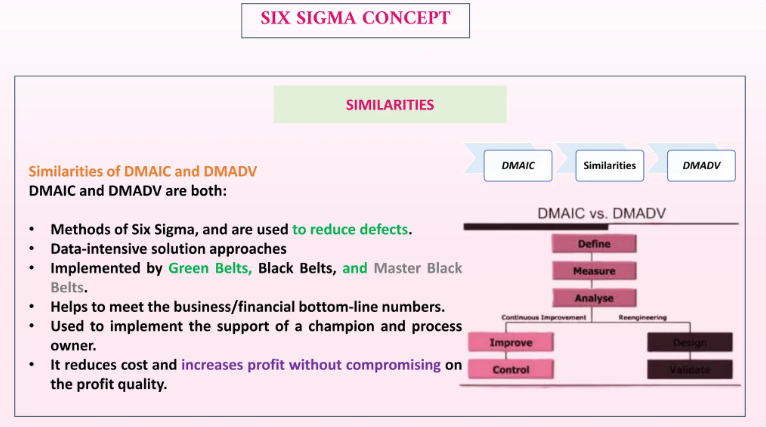 SIX SIGMA CONCEPT
SIMILARITIES
Similarities of DMAIC and DMADV
DMAIC and DMADV are both:
• Methods of Six Sigma, and are used to reduce defects.
• Data-intensive solution approaches
• Implemented by Green Belts, Black Belts, and Master Black
Belts.
• Helps to meet the business/financial bottom-line numbers.
• Used to implement the support of a champion and process
owner.
• It reduces cost and increases profit without compromising on
the profit quality.
DMAIC
Similarities
DMADV
DMAIC vs. DMADV
Define
Measure
Analyse
Continuous Improvement
Reengineering
Improve
Design
Control
Validate